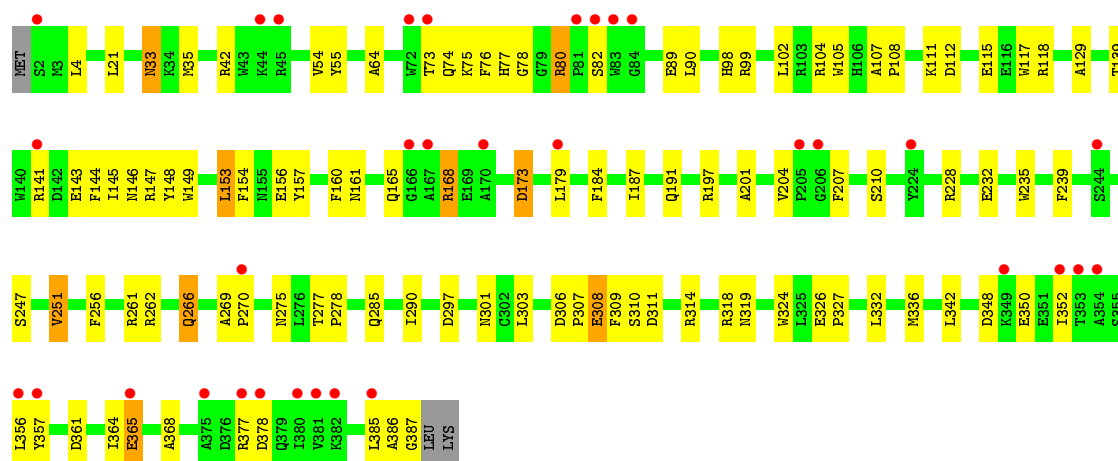 MET S2 M3 L4 L21 N33 K34 M35 R42 W43 K44 R45 V54 Y55 A64 W72 T73 Q74 K75 F76 H77 G78 G79 R80 P81 S82 W83 G84 E89 L90 H98 R99 L102 R103 R104 W105 H106 A107 P108 K111 D112 E115 E116 W117 R118 A129 T139
W140 R141 D142 E143 F144 I145 N146 R147 Y148 W149 L153 F154 N155 E156 Y157 F160 N161 Q165 G166 A167 R168 E169 A170 D173 L179 F184 I187 Q191 R197 A201 V204 P205 G206 F207 S210 Y224 R228 E232 W235 F239 S244
S247 V251 F256 R261 R262 Q266 A269 P270 N275 L276 T277 P278 Q285 I290 D297 N301 C302 L303 D306 P307 E308 F309 S310 D311 R314 R318 N319 W324 L325 E326 P327 L332 M336 L342 D348 K349 E350 E351 I352 T353 A354 S355
L356 Y357 D361 I364 E365 A368 A375 D376 R377 D378 Q379 I380 V381 K382 L385 A386 G387 LEU LYS